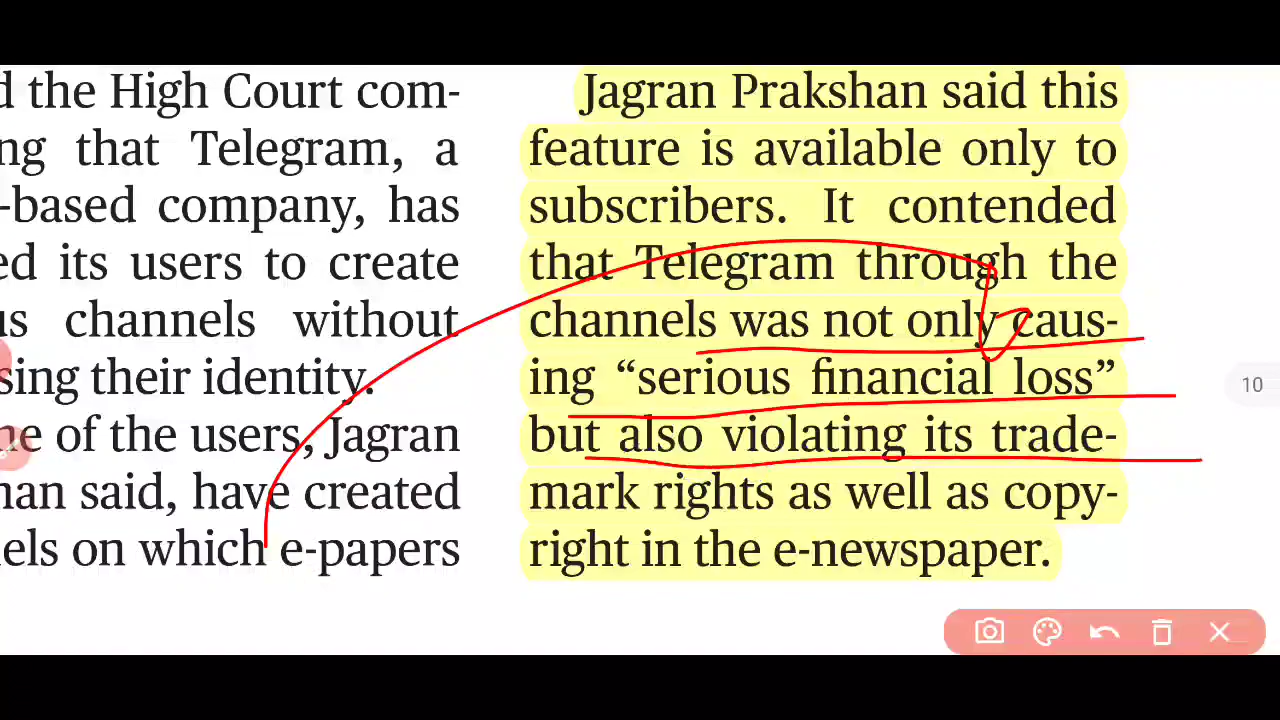 d the High Court com-
ng that Telegram, a
-based company, has
ed its users to create
us channels without
sing their identity.
ne of the users, Jagran
han said, have created
els on which e-papers
Jagran Prakshan said this
feature is available only to
subscribers. It contended
that Telegram through the
channels was not only caus-
ing “serious financial loss”
but also violating its trade-
mark rights as well as copy-
right in the e-newspaper.
10